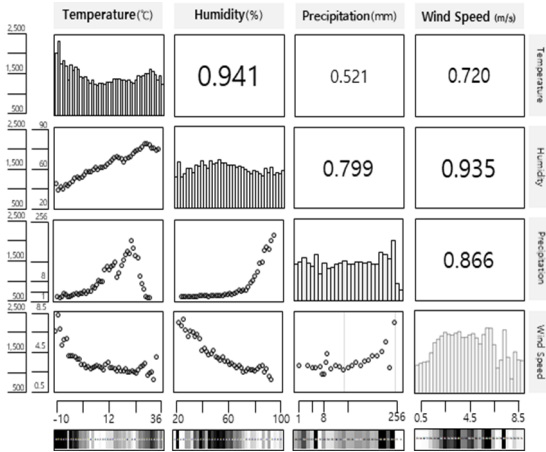 Temperature(℃) Humidity(%) Precipitation(mm) Wind Speed (m/s)
2,500
1,500
500
0.941 0.521 0.720
Temperature
2,500 90
1,500 60
500 20
0.799 0.935
Humidity
2,500 256
1,500 8
500 1
0.866
Precipitation
2,500 8.5
1,500 4.5
500 0.5
Wind Speed
-10 12 36 20 60 100 1 8 256 0.5 4.5 8.5